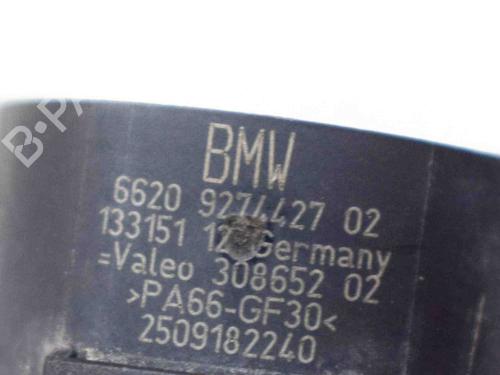 BMW
6620 9274427 02
133151 12 Germany
=Valeo 308652 02
>PA66-GF30<
2509182240